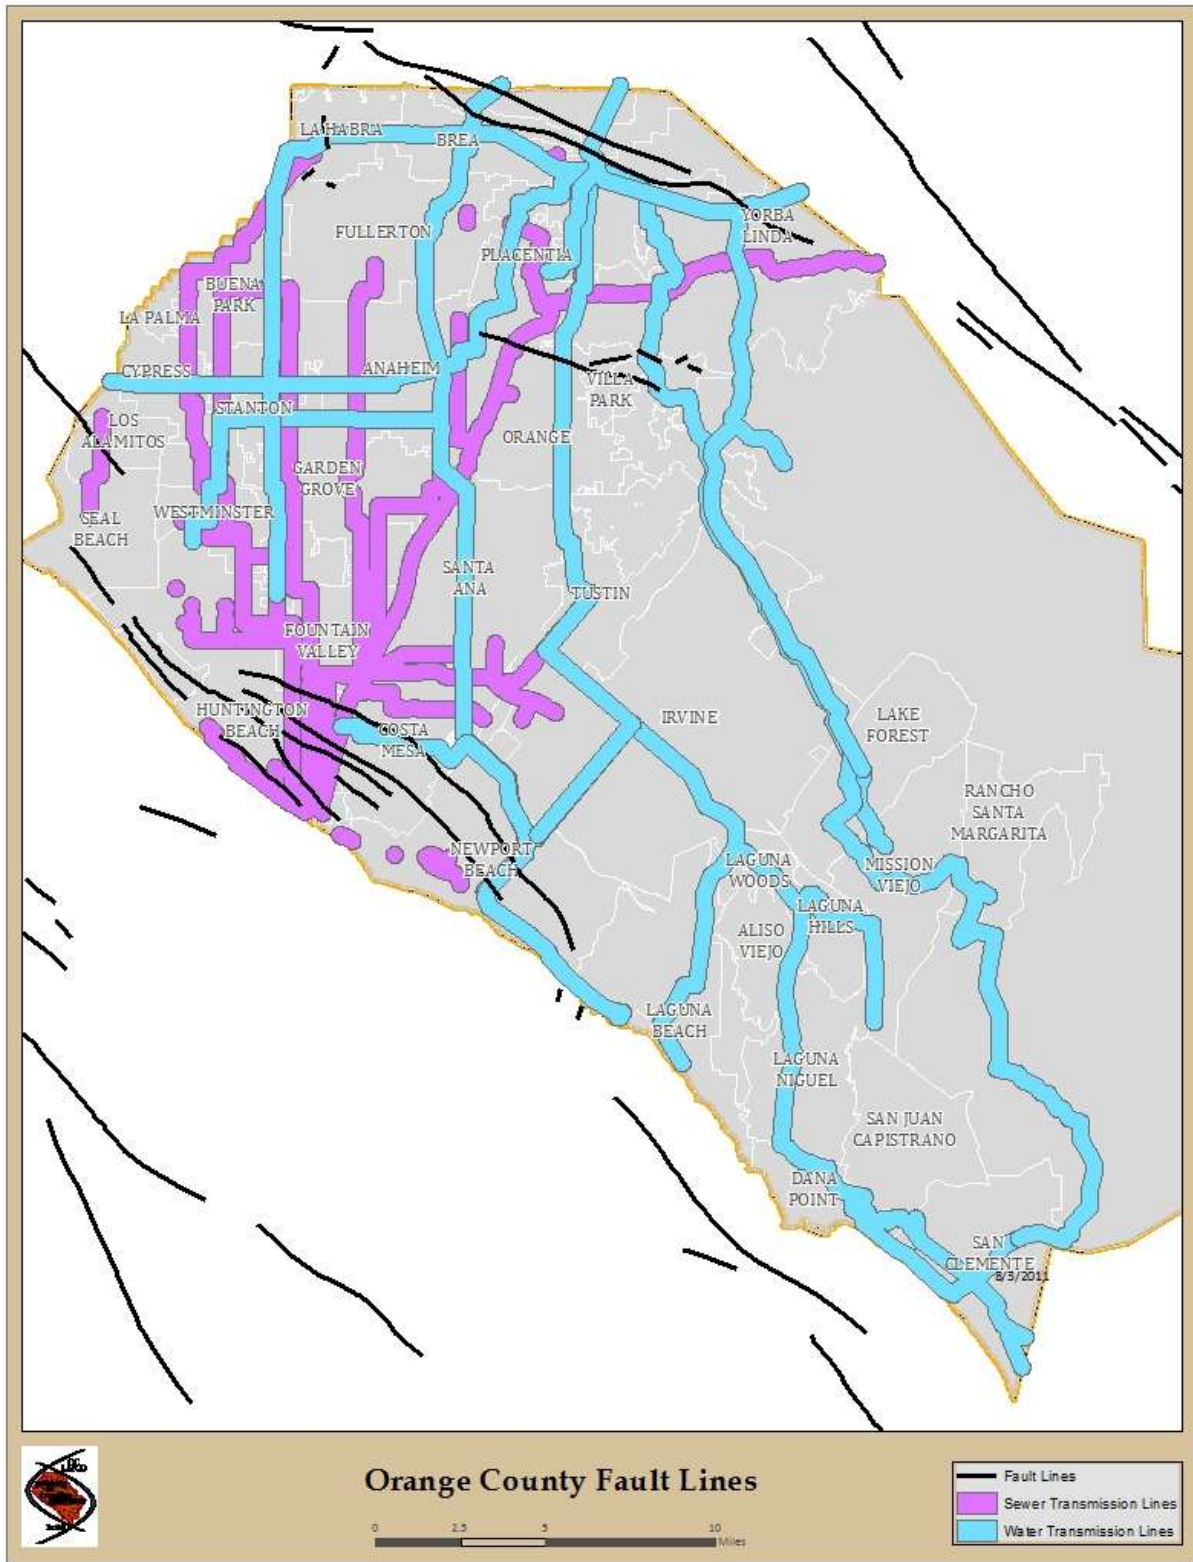 LA HABRA
BREA
YORBA
LINDA
FULLERTON
PLACENTIA
BUENA
PARK
LA PALMA
CYPRESS
ANAHEIM
VILLA
PARK
STANTON
LOS
ALAMITOS
ORANGE
GARDEN
GROVE
WESTMINSTER
SEAL
BEACH
SANTA
ANA
TUSTIN
FOUNTAIN
VALLEY
HUNTINGTON
BEACH
COSTA
MESA
IRVINE
LAKE
FOREST
RANCHO
SANTA
MARGARITA
NEWPORT
BEACH
LAGUNA
WOODS
MISSION
VIEJO
LAGUNA
HILLS
ALISO
VIEJO
LAGUNA
BEACH
LAGUNA
NIGUEL
SAN JUAN
CAPISTRANO
DANA
POINT
SAN
CLEMENTE
8/3/2011
Orange County Fault Lines
0 2.5 5 10
Miles
Fault Lines
Sewer Transmission Lines
Water Transmission Lines